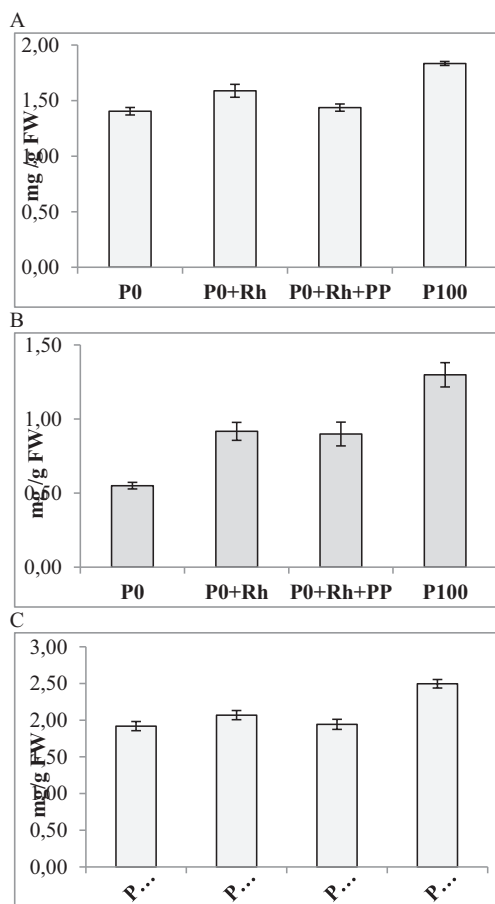 A
2,00
1,50
1,00
0,50
0,00
mg /g FW
P0 P0+Rh P0+Rh+PP P100
B
1,50
1,00
0,50
0,00
mg /g FW
P0 P0+Rh P0+Rh+PP P100
C
3,00
2,50
2,00
1,50
1,00
0,50
0,00
mg/g FW
P... P... P... P...